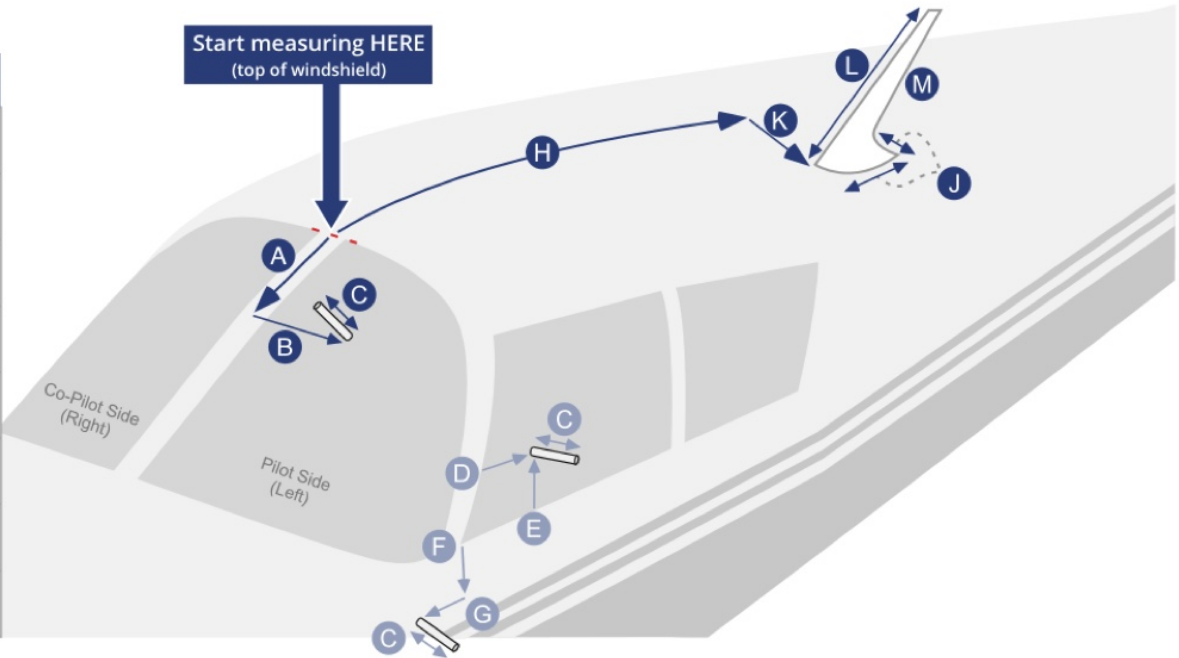 Start measuring HERE
(top of windshield)
L
M
K
H
J
A
C
B
Co-Pilot Side
(Right)
C
Pilot Side
(Left)
D
E
F
G
C